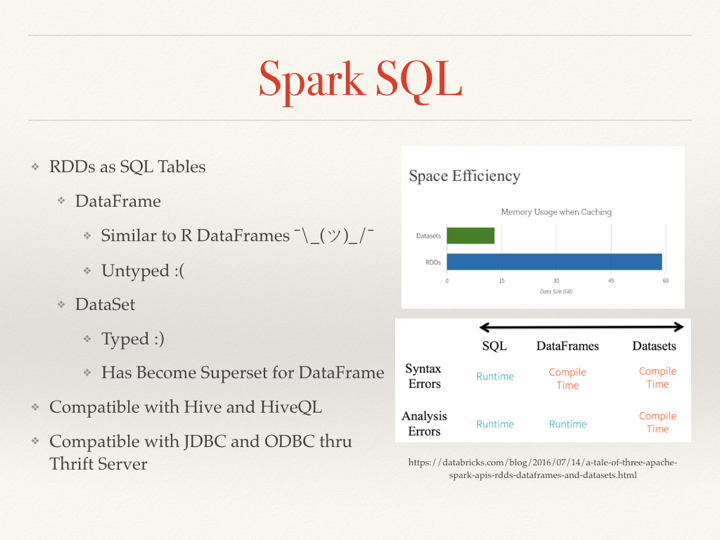 Spark SQL
❖ RDDs as SQL Tables
❖ DataFrame
❖ Similar to R DataFrames ¯\_(ツ)_/¯
❖ Untyped :(
❖ DataSet
❖ Typed :)
❖ Has Become Superset for DataFrame
❖ Compatible with Hive and HiveQL
❖ Compatible with JDBC and ODBC thru
Thrift Server
Space Efficiency
Memory Usage when Caching
Datasets
RDDs
0 15 30 45 60
Data Size (GB)
SQL DataFrames Datasets
Syntax
Errors
Runtime
Compile
Time
Compile
Time
Analysis
Errors
Runtime
Runtime
Compile
Time
https://databricks.com/blog/2016/07/14/a-tale-of-three-apache-
spark-apis-rdds-dataframes-and-datasets.html